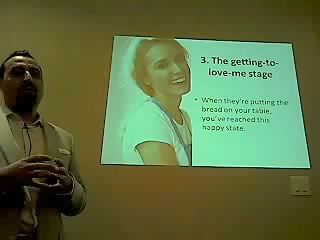 3. The getting-to-
love-me stage
• When they're putting the
bread on your table,
you've reached this
happy state.